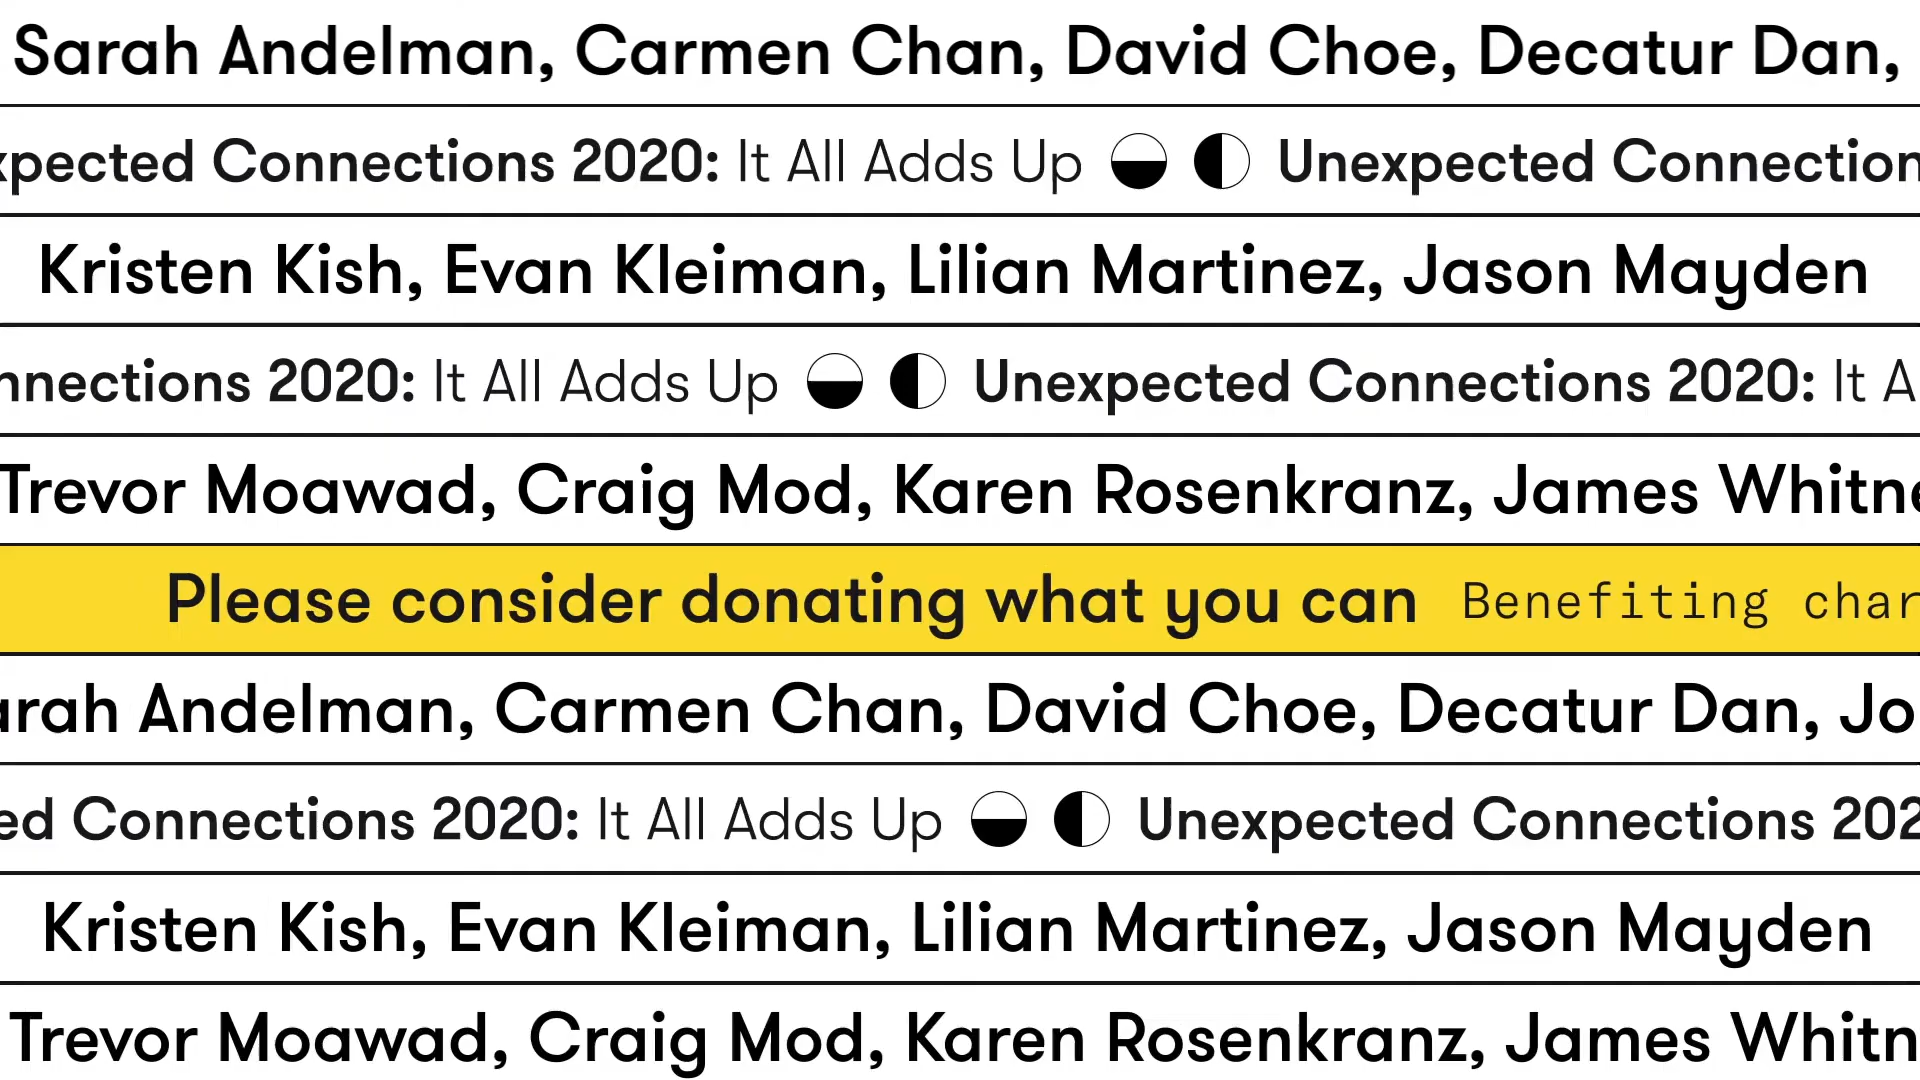 Sarah Andelman, Carmen Chan, David Choe, Decatur Dan,
xpected Connections 2020: It All Adds Up Unexpected Connection
Kristen Kish, Evan Kleiman, Lilian Martinez, Jason Mayden
nnections 2020: It All Adds Up Unexpected Connections 2020: It A
Trevor Moawad, Craig Mod, Karen Rosenkranz, James Whitne
Please consider donating what you can Benefiting char
arah Andelman, Carmen Chan, David Choe, Decatur Dan, Jo
ed Connections 2020: It All Adds Up Unexpected Connections 202
Kristen Kish, Evan Kleiman, Lilian Martinez, Jason Mayden
Trevor Moawad, Craig Mod, Karen Rosenkranz, James Whitn